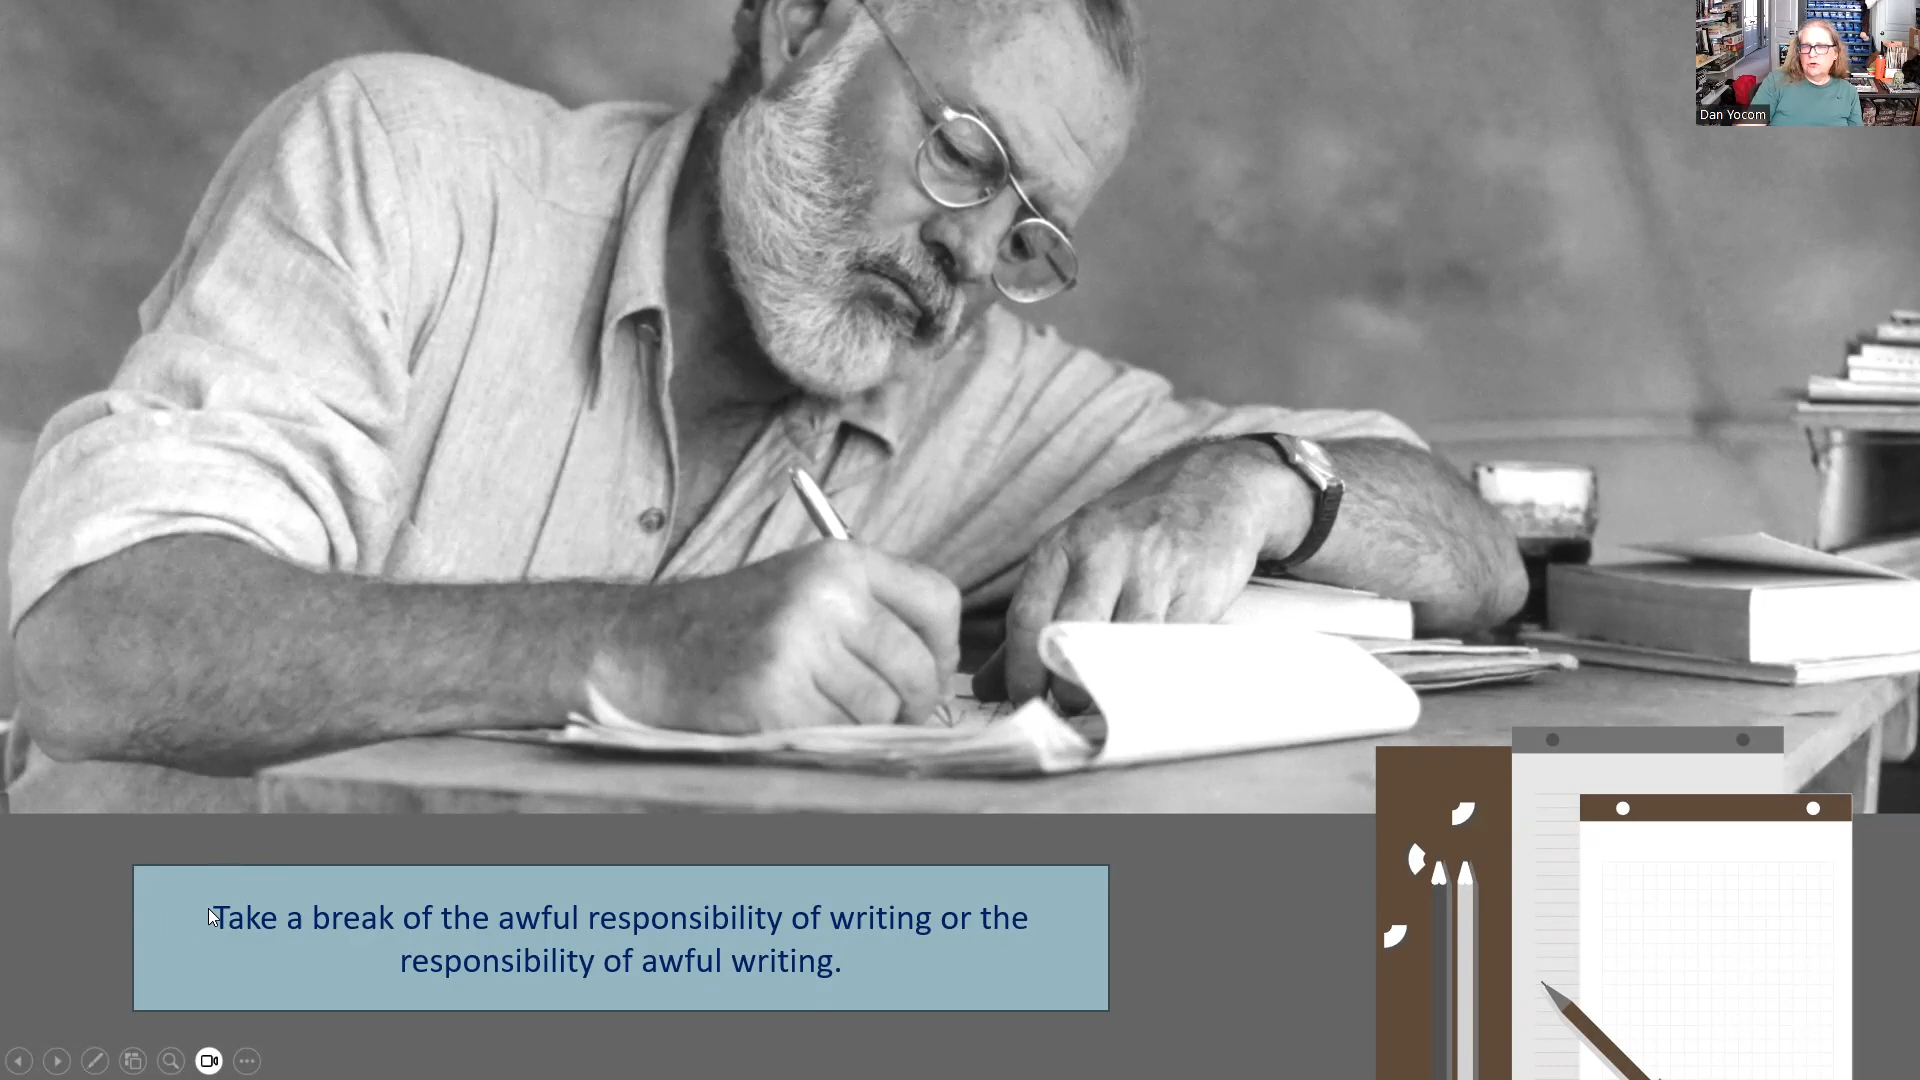 Dan Yocom
Take a break of the awful responsibility of writing or the
responsibility of awful writing.